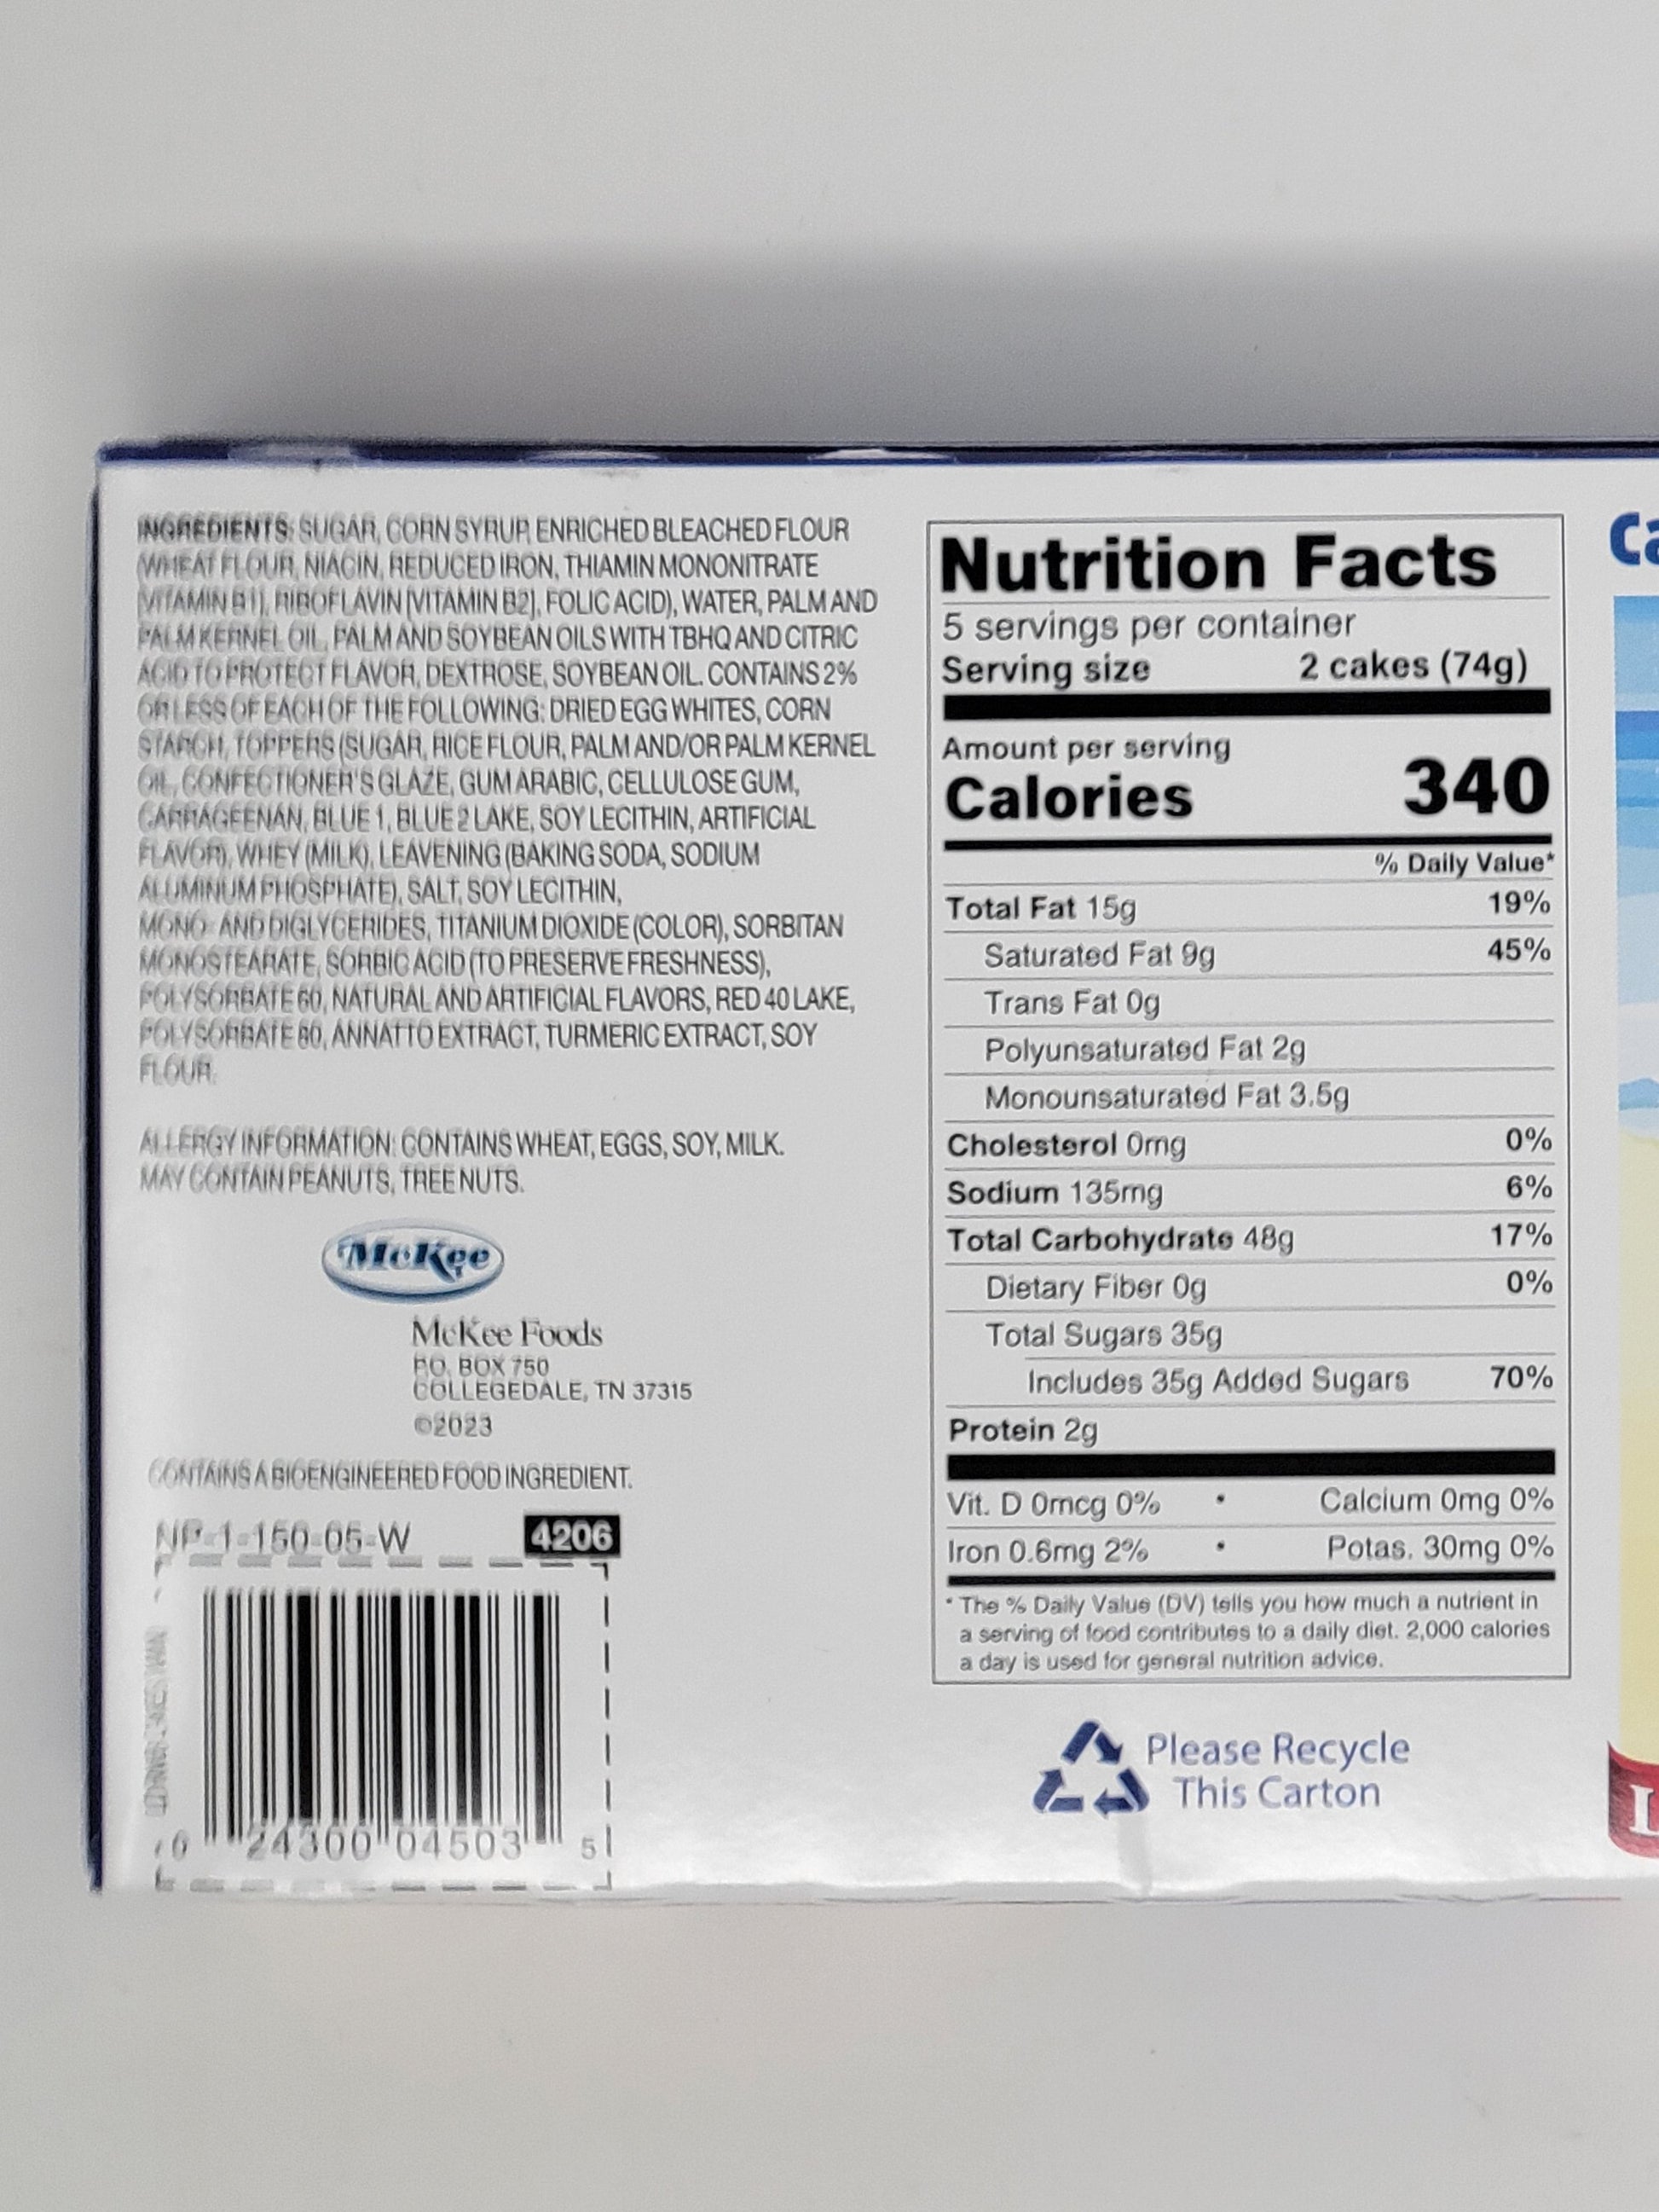 INGREDIENTS: SUGAR, CORN SYRUP, ENRICHED BLEACHED FLOUR
(WHEAT FLOUR, NIACIN, REDUCED IRON, THIAMIN MONONITRATE
[VITAMIN B1], RIBOFLAVIN [VITAMIN B2], FOLIC ACID), WATER, PALM AND
PALM KERNEL OIL, PALM AND SOYBEAN OILS WITH TBHQ AND CITRIC
ACID TO PROTECT FLAVOR, DEXTROSE, SOYBEAN OIL. CONTAINS 2%
OR LESS OF EACH OF THE FOLLOWING: DRIED EGG WHITES, CORN
STARCH, TOPPERS (SUGAR, RICE FLOUR, PALM AND/OR PALM KERNEL
OIL, CONFECTIONER'S GLAZE, GUM ARABIC, CELLULOSE GUM,
CARRAGEENAN, BLUE 1, BLUE 2 LAKE, SOY LECITHIN, ARTIFICIAL
FLAVOR), WHEY (MILK), LEAVENING (BAKING SODA, SODIUM
ALUMINUM PHOSPHATE), SALT, SOY LECITHIN,
MONO- AND DIGLYCERIDES, TITANIUM DIOXIDE (COLOR), SORBITAN
MONOSTEARATE, SORBIC ACID (TO PRESERVE FRESHNESS),
POLYSORBATE 60, NATURAL AND ARTIFICIAL FLAVORS, RED 40 LAKE,
POLYSORBATE 80, ANNATTO EXTRACT, TURMERIC EXTRACT, SOY
FLOUR.
ALLERGY INFORMATION: CONTAINS WHEAT, EGGS, SOY, MILK.
MAY CONTAIN PEANUTS, TREE NUTS.
McKee
McKee Foods
P.O. BOX 750
COLLEGEDALE, TN 37315
©2023
CONTAINS A BIOENGINEERED FOOD INGREDIENT.
NP-1-150-05-W 4206
0 24300 04503 5
Nutrition Facts
5 servings per container
Serving size 2 cakes (74g)
Amount per serving
Calories 340
% Daily Value*
Total Fat 15g 19%
Saturated Fat 9g 45%
Trans Fat 0g
Polyunsaturated Fat 2g
Monounsaturated Fat 3.5g
Cholesterol 0mg 0%
Sodium 135mg 6%
Total Carbohydrate 48g 17%
Dietary Fiber 0g 0%
Total Sugars 35g
Includes 35g Added Sugars 70%
Protein 2g
Vit. D 0mcg 0% • Calcium 0mg 0%
Iron 0.6mg 2% • Potas. 30mg 0%
* The % Daily Value (DV) tells you how much a nutrient in
a serving of food contributes to a daily diet. 2,000 calories
a day is used for general nutrition advice.
Please Recycle
This Carton